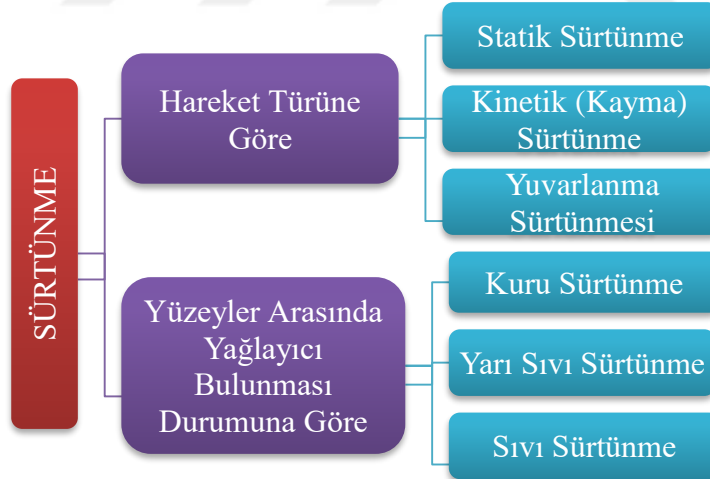 SÜRTÜNME
Hareket Türüne
Göre
Statik Sürtünme
Kinetik (Kayma)
Sürtünme
Yuvarlanma
Sürtünmesi
Yüzeyler Arasında
Yağlayıcı
Bulunması
Durumuna Göre
Kuru Sürtünme
Yarı Sıvı Sürtünme
Sıvı Sürtünme